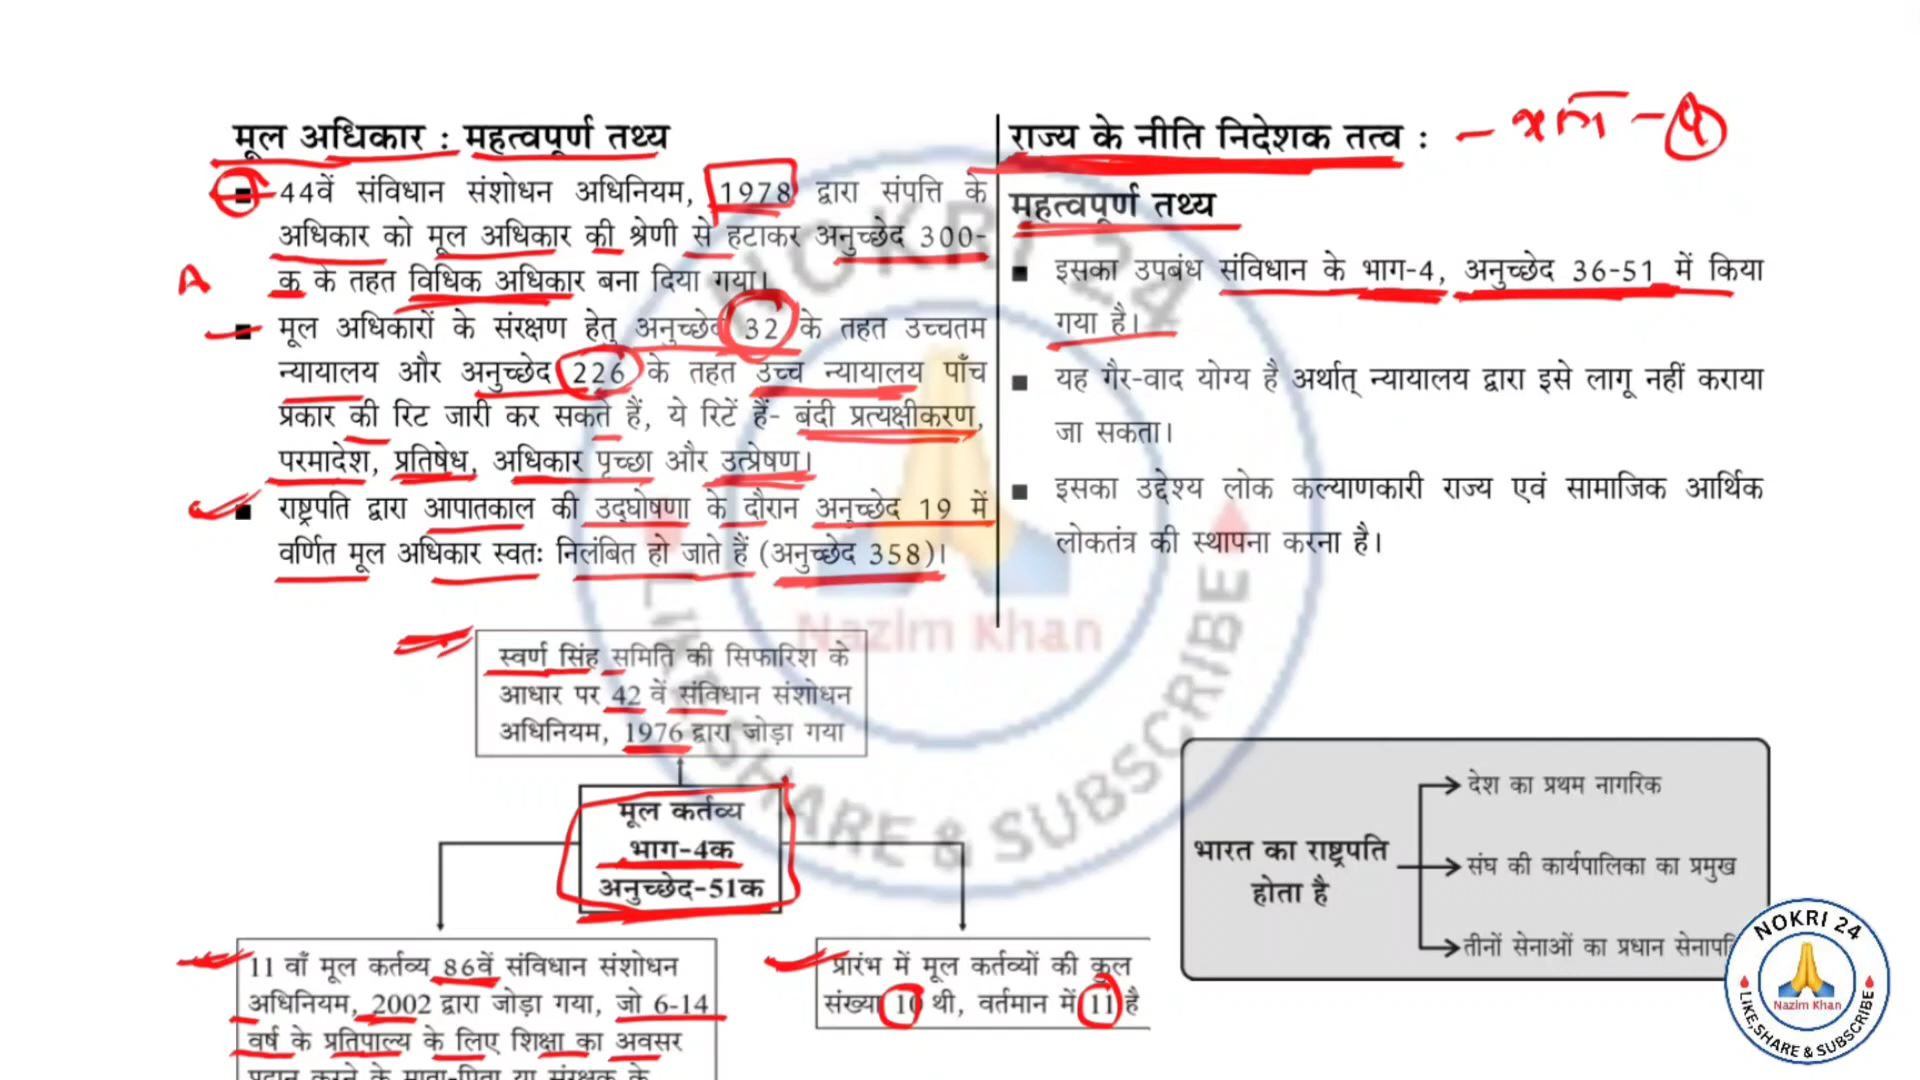 मूल अधिकार : महत्वपूर्ण तथ्य
■ 44वें संविधान संशोधन अधिनियम, 1978 द्वारा संपत्ति के
अधिकार को मूल अधिकार की श्रेणी से हटाकर अनुच्छेद 300-
क के तहत विधिक अधिकार बना दिया गया।
A
■ मूल अधिकारों के संरक्षण हेतु अनुच्छेद 32 के तहत उच्चतम
न्यायालय और अनुच्छेद 226 के तहत उच्च न्यायालय पाँच
प्रकार की रिट जारी कर सकते हैं, ये रिटें हैं- बंदी प्रत्यक्षीकरण,
परमादेश, प्रतिषेध, अधिकार पृच्छा और उत्प्रेषण।
■ राष्ट्रपति द्वारा आपातकाल की उद्घोषणा के दौरान अनुच्छेद 19 में
वर्णित मूल अधिकार स्वतः निलंबित हो जाते हैं (अनुच्छेद 358)।
राज्य के नीति निदेशक तत्व :
महत्वपूर्ण तथ्य
■ इसका उपबंध संविधान के भाग-4, अनुच्छेद 36-51 में किया
गया है।
■ यह गैर-वाद योग्य है अर्थात् न्यायालय द्वारा इसे लागू नहीं कराया
जा सकता।
■ इसका उद्देश्य लोक कल्याणकारी राज्य एवं सामाजिक आर्थिक
लोकतंत्र की स्थापना करना है।
स्वर्ण सिंह समिति की सिफारिश के
आधार पर 42 वें संविधान संशोधन
अधिनियम, 1976 द्वारा जोड़ा गया
मूल कर्तव्य
भाग-4क
अनुच्छेद-51क
11 वाँ मूल कर्तव्य 86वें संविधान संशोधन
अधिनियम, 2002 द्वारा जोड़ा गया, जो 6-14
वर्ष के प्रतिपाल्य के लिए शिक्षा का अवसर
प्रारंभ में मूल कर्तव्यों की कुल
संख्या 10 थी, वर्तमान में 11 है
भारत का राष्ट्रपति
होता है
देश का प्रथम नागरिक
संघ की कार्यपालिका का प्रमुख
तीनों सेनाओं का प्रधान
NOKRI 24
Nazim Khan
LIKE, SHARE & SUBSCRIBE
NOKRI 24
Nazim Khan
LIKE, SHARE & SUBSCRIBE